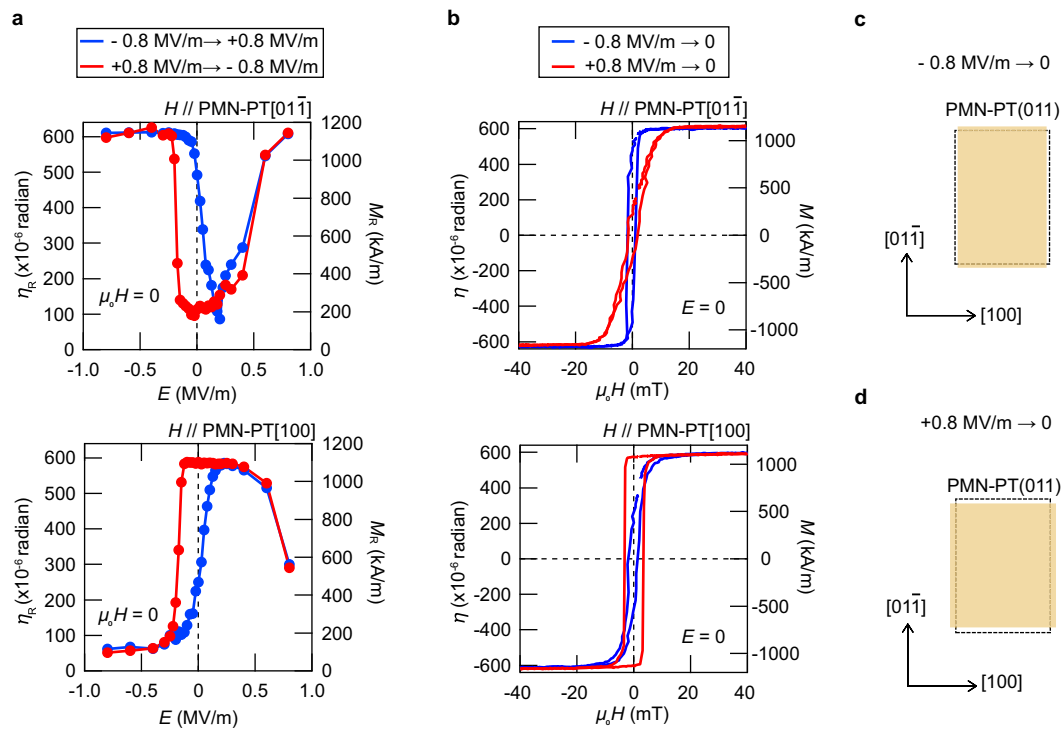 a
- 0.8 MV/m→ +0.8 MV/m
+0.8 MV/m→ - 0.8 MV/m
H // PMN-PT[011̄]
600
500
400
300
200
100
0
ηR (x10⁻⁶ radian)
1200
1000
800
600
400
200
0
MR (kA/m)
μ₀H = 0
-1.0
-0.5
0
0.5
1.0
E (MV/m)
H // PMN-PT[100]
600
500
400
300
200
100
0
ηR (x10⁻⁶ radian)
1200
1000
800
600
400
200
0
MR (kA/m)
μ₀H = 0
-1.0
-0.5
0
0.5
1.0
E (MV/m)
b
- 0.8 MV/m → 0
+0.8 MV/m → 0
H // PMN-PT[011̄]
600
400
200
0
-200
-400
-600
η (x10⁻⁶ radian)
1000
500
0
-500
-1000
M (kA/m)
E = 0
-40
-20
0
20
40
μ₀H (mT)
H // PMN-PT[100]
600
400
200
0
-200
-400
-600
η (x10⁻⁶ radian)
1000
500
0
-500
-1000
M (kA/m)
E = 0
-40
-20
0
20
40
μ₀H (mT)
c
- 0.8 MV/m → 0
PMN-PT(011)
[011̄]
[100]
d
+0.8 MV/m → 0
PMN-PT(011)
[011̄]
[100]